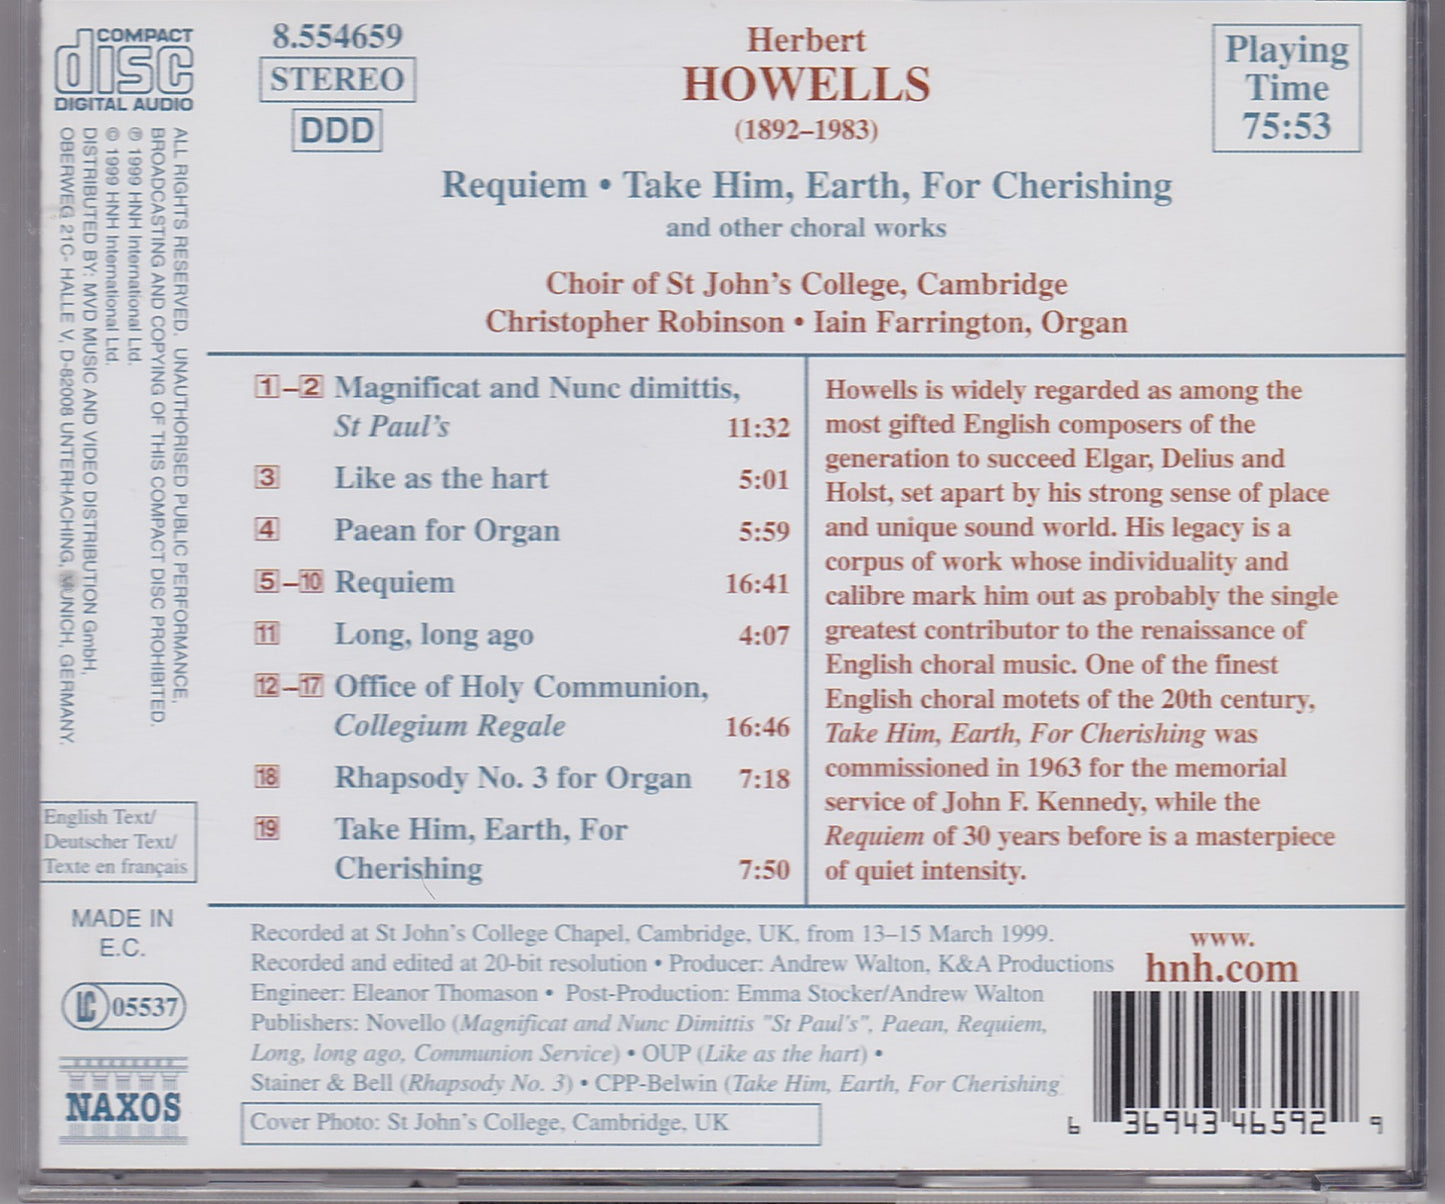 COMPACT
disc
DIGITAL AUDIO
8.554659
STEREO
DDD
Herbert
HOWELLS
(1892–1983)
Playing
Time
75:53
Requiem • Take Him, Earth, For Cherishing
and other choral works
Choir of St John's College, Cambridge
Christopher Robinson • Iain Farrington, Organ
ALL RIGHTS RESERVED. UNAUTHORISED PUBLIC PERFORMANCE,
BROADCASTING AND COPYING OF THIS COMPACT DISC PROHIBITED.
℗ 1999 HNH International Ltd.
© 1999 HNH International Ltd.
DISTRIBUTED BY: MVD MUSIC AND VIDEO DISTRIBUTION GmbH,
OBERWEG 21C- HALLE V, D-82008 UNTERHACHING, MUNICH, GERMANY.
1–2 Magnificat and Nunc dimittis,
St Paul's 11:32
3 Like as the hart 5:01
4 Paean for Organ 5:59
5–10 Requiem 16:41
11 Long, long ago 4:07
12–17 Office of Holy Communion,
Collegium Regale 16:46
18 Rhapsody No. 3 for Organ 7:18
19 Take Him, Earth, For
Cherishing 7:50
Howells is widely regarded as among the
most gifted English composers of the
generation to succeed Elgar, Delius and
Holst, set apart by his strong sense of place
and unique sound world. His legacy is a
corpus of work whose individuality and
calibre mark him out as probably the single
greatest contributor to the renaissance of
English choral music. One of the finest
English choral motets of the 20th century,
Take Him, Earth, For Cherishing was
commissioned in 1963 for the memorial
service of John F. Kennedy, while the
Requiem of 30 years before is a masterpiece
of quiet intensity.
English Text/
Deutscher Text/
Texte en français
MADE IN
E.C.
LC 05537
NAXOS
Recorded at St John's College Chapel, Cambridge, UK, from 13–15 March 1999.
Recorded and edited at 20-bit resolution • Producer: Andrew Walton, K&A Productions
Engineer: Eleanor Thomason • Post-Production: Emma Stocker/Andrew Walton
Publishers: Novello (Magnificat and Nunc Dimittis "St Paul's", Paean, Requiem,
Long, long ago, Communion Service) • OUP (Like as the hart) •
Stainer & Bell (Rhapsody No. 3) • CPP-Belwin (Take Him, Earth, For Cherishing
Cover Photo: St John's College, Cambridge, UK
www.
hnh.com
6 36943 46592 9